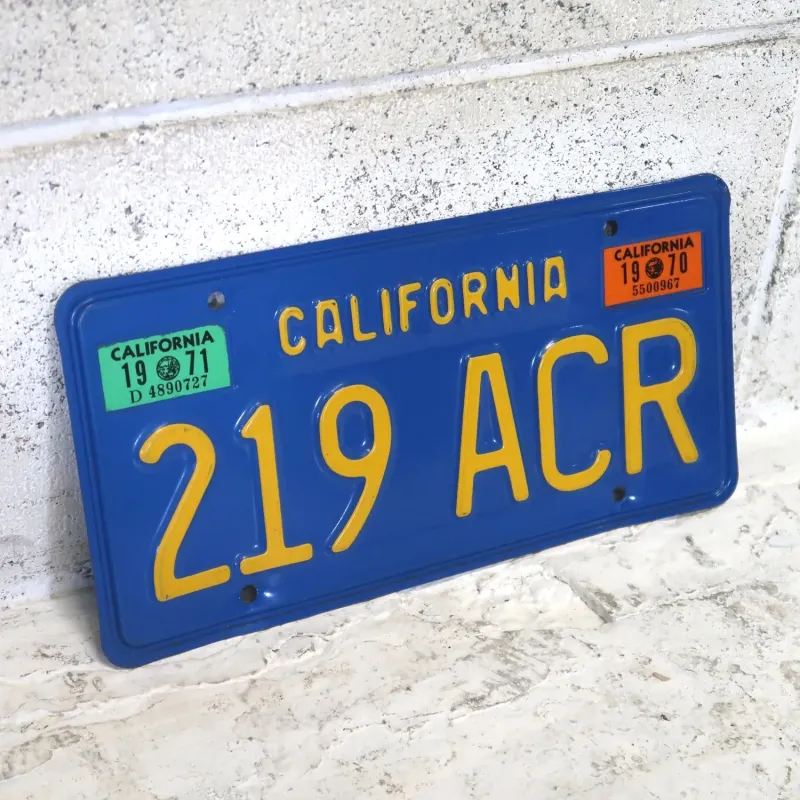 CALIFORNIA
CALIFORNIA
19 70
5500967
CALIFORNIA
19 71
D 4890727
219 ACR